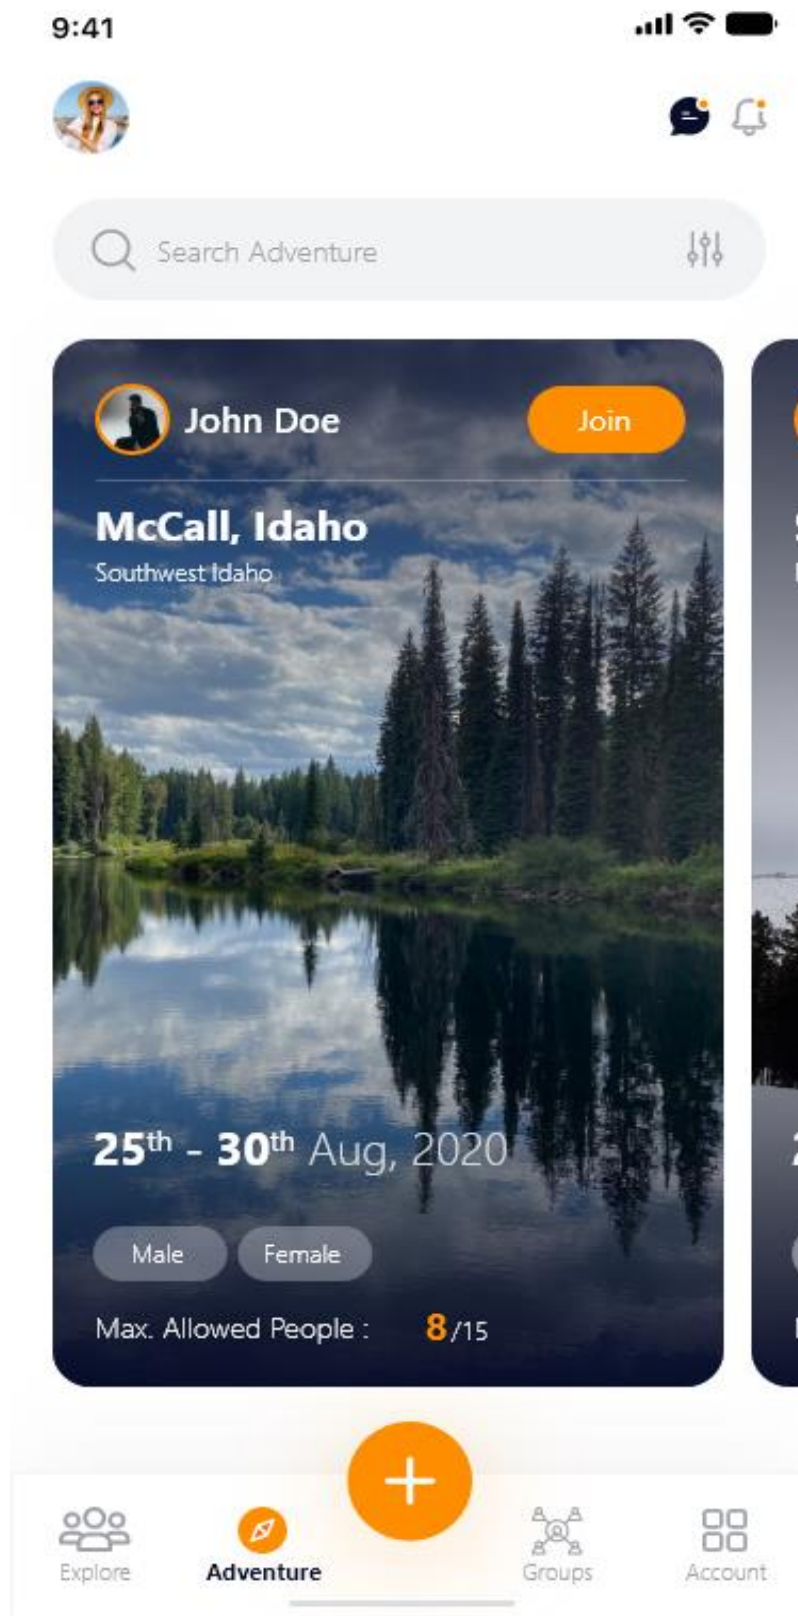 9:41
Search Adventure
John Doe
Join
McCall, Idaho
Southwest Idaho
25th - 30th Aug, 2020
Male
Female
Max. Allowed People : 8/15
Explore
Adventure
Groups
Account